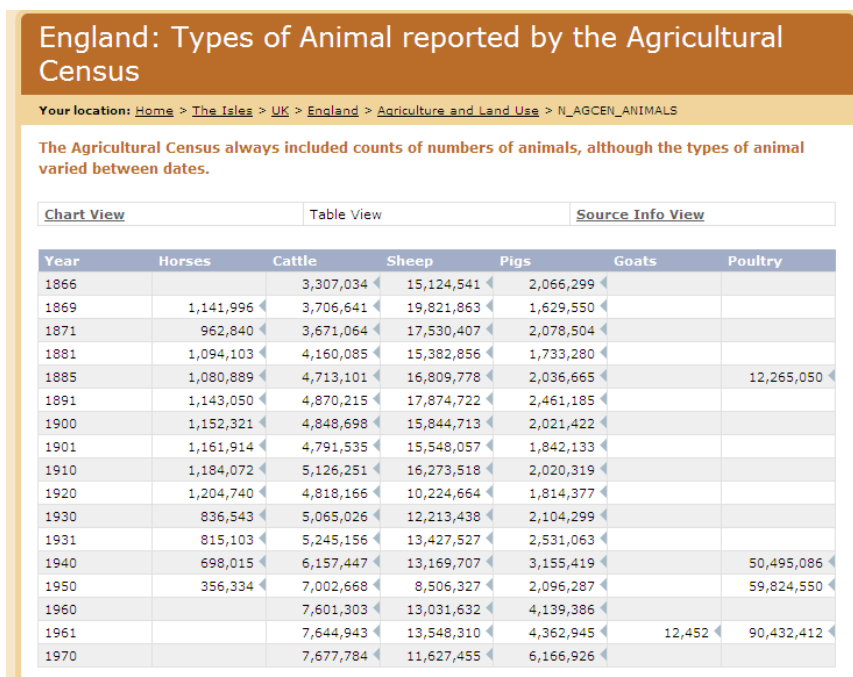 England: Types of Animal reported by the Agricultural
Census
Your location: Home > The Isles > UK > England > Agriculture and Land Use > N_AGCEN_ANIMALS
The Agricultural Census always included counts of numbers of animals, although the types of animal
varied between dates.
Chart View Table View Source Info View
Year Horses Cattle Sheep Pigs Goats Poultry
1866 3,307,034 15,124,541 2,066,299
1869 1,141,996 3,706,641 19,821,863 1,629,550
1871 962,840 3,671,064 17,530,407 2,078,504
1881 1,094,103 4,160,085 15,382,856 1,733,280
1885 1,080,889 4,713,101 16,809,778 2,036,665 12,265,050
1891 1,143,050 4,870,215 17,874,722 2,461,185
1900 1,152,321 4,848,698 15,844,713 2,021,422
1901 1,161,914 4,791,535 15,548,057 1,842,133
1910 1,184,072 5,126,251 16,273,518 2,020,319
1920 1,204,740 4,818,166 10,224,664 1,814,377
1930 836,543 5,065,026 12,213,438 2,104,299
1931 815,103 5,245,156 13,427,527 2,531,063
1940 698,015 6,157,447 13,169,707 3,155,419 50,495,086
1950 356,334 7,002,668 8,506,327 2,096,287 59,824,550
1960 7,601,303 13,031,632 4,139,386
1961 7,644,943 13,548,310 4,362,945 12,452 90,432,412
1970 7,677,784 11,627,455 6,166,926